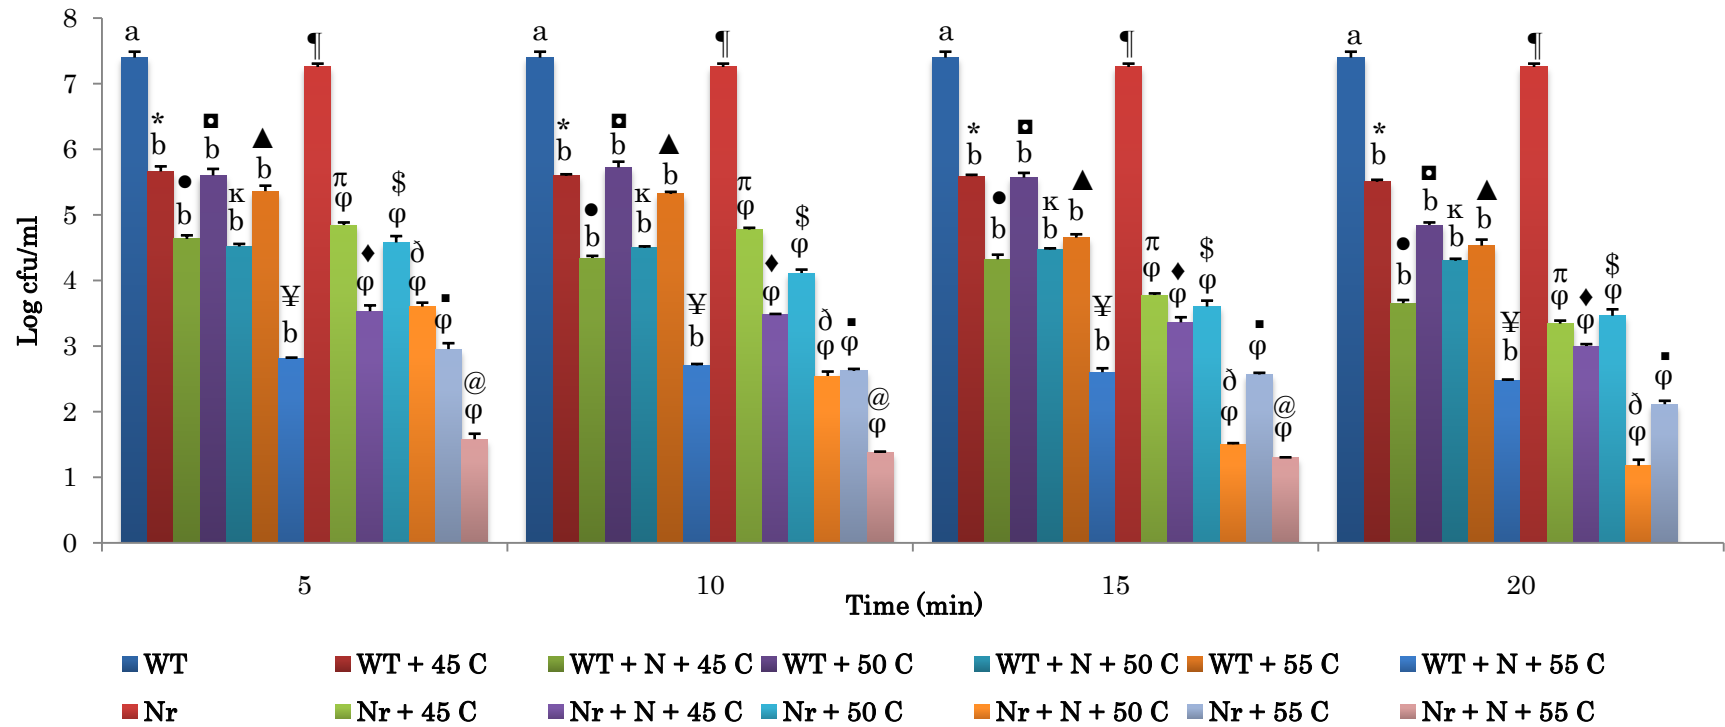 8
a a a a
¶ ¶ ¶ ¶
7
* ◘ ▲ * ◘ ▲ * ◘ ▲ * ◘ ▲
b b b b b b b b b b b b
6
● κ π $ ● κ π $ ● κ π $ ● κ π $
b b φ φ b b φ φ b b φ φ b b φ φ
5
♦ ð ▪ ♦ ð ▪ ♦ ð ▪ ♦ ð ▪
φ φ φ φ φ φ φ φ φ φ φ φ
4
¥ ¥ ¥ ¥
b b b b
3
@ @ @
φ φ φ
2
1
0
Log cfu/ml
5 10 15 20
Time (min)
WT WT + 45 C WT + N + 45 C WT + 50 C WT + N + 50 C WT + 55 C WT + N + 55 C
Nr Nr + 45 C Nr + N + 45 C Nr + 50 C Nr + N + 50 C Nr + 55 C Nr + N + 55 C